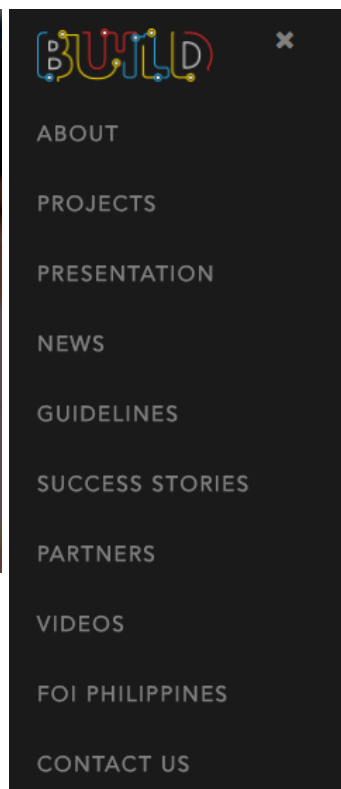 BUILD
ABOUT
PROJECTS
PRESENTATION
NEWS
GUIDELINES
SUCCESS STORIES
PARTNERS
VIDEOS
FOI PHILIPPINES
CONTACT US